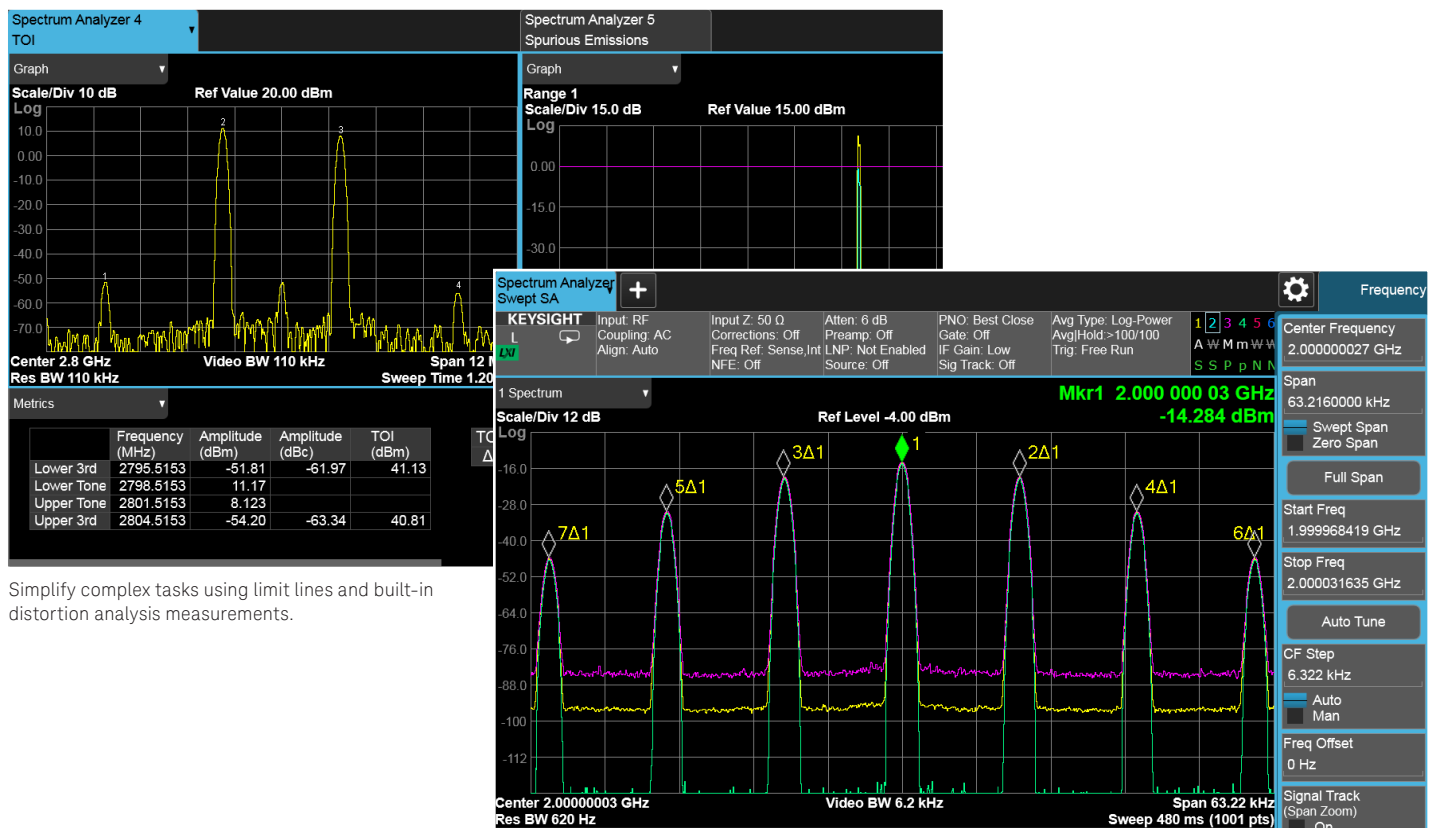 Spectrum Analyzer 4
TOI
Spectrum Analyzer 5
Spurious Emissions
Graph
Scale/Div 10 dB Ref Value 20.00 dBm
Log
10.0
0.00
-10.0
-20.0
-30.0
-40.0
-50.0
-60.0
-70.0
1
2
3
4
Center 2.8 GHz Video BW 110 kHz Span 12
Res BW 110 kHz Sweep Time 1.20
Graph
Range 1
Scale/Div 15.0 dB Ref Value 15.00 dBm
Log
0.00
-15.0
-30.0
Metrics
Frequency (MHz) Amplitude (dBm) Amplitude (dBc) TOI (dBm)
Lower 3rd 2795.5153 -51.81 -61.97 41.13
Lower Tone 2798.5153 11.17
Upper Tone 2801.5153 8.123
Upper 3rd 2804.5153 -54.20 -63.34 40.81
Simplify complex tasks using limit lines and built-in
distortion analysis measurements.
Spectrum Analyzer
Swept SA
+
Frequency
KEYSIGHT
L
LXI
Input: RF
Coupling: AC
Align: Auto
Input Z: 50 Ω
Corrections: Off
Freq Ref: Sense,Int
NFE: Off
Atten: 6 dB
Preamp: Off
LNP: Not Enabled
Source: Off
PNO: Best Close
Gate: Off
IF Gain: Low
Sig Track: Off
Avg Type: Log-Power
Avg|Hold:>100/100
Trig: Free Run
1 2 3 4 5 6
A W M m W W
S S P p N N
1 Spectrum
Mkr1 2.000 000 03 GHz
-14.284 dBm
Scale/Div 12 dB Ref Level -4.00 dBm
Log
-16.0
-28.0
-40.0
-52.0
-64.0
-76.0
-88.0
-100
-112
7Δ1
5Δ1
3Δ1
1
2Δ1
4Δ1
6Δ1
Center 2.00000003 GHz Video BW 6.2 kHz Span 63.22 kHz
Res BW 620 Hz Sweep 480 ms (1001 pts)
Center Frequency
2.000000027 GHz
Span
63.2160000 kHz
Swept Span
Zero Span
Full Span
Start Freq
1.999968419 GHz
Stop Freq
2.000031635 GHz
Auto Tune
CF Step
6.322 kHz
Auto
Man
Freq Offset
0 Hz
Signal Track
(Span Zoom)
On